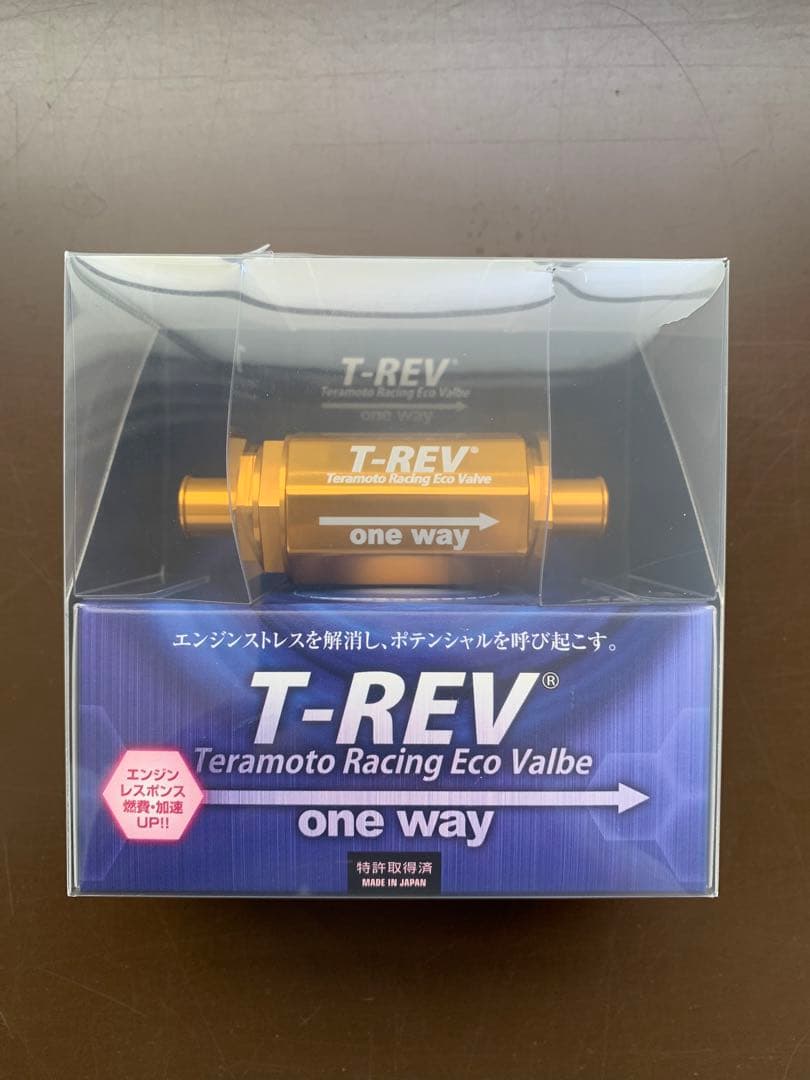 T-REV®
Teramoto Racing Eco Valbe
one way
T-REV®
Teramoto Racing Eco Valve
one way
エンジンストレスを解消し、ポテンシャルを呼び起こす。
T-REV®
Teramoto Racing Eco Valbe
one way
エンジン
レスポンス
燃費・加速
UP!!
特許取得済
MADE IN JAPAN